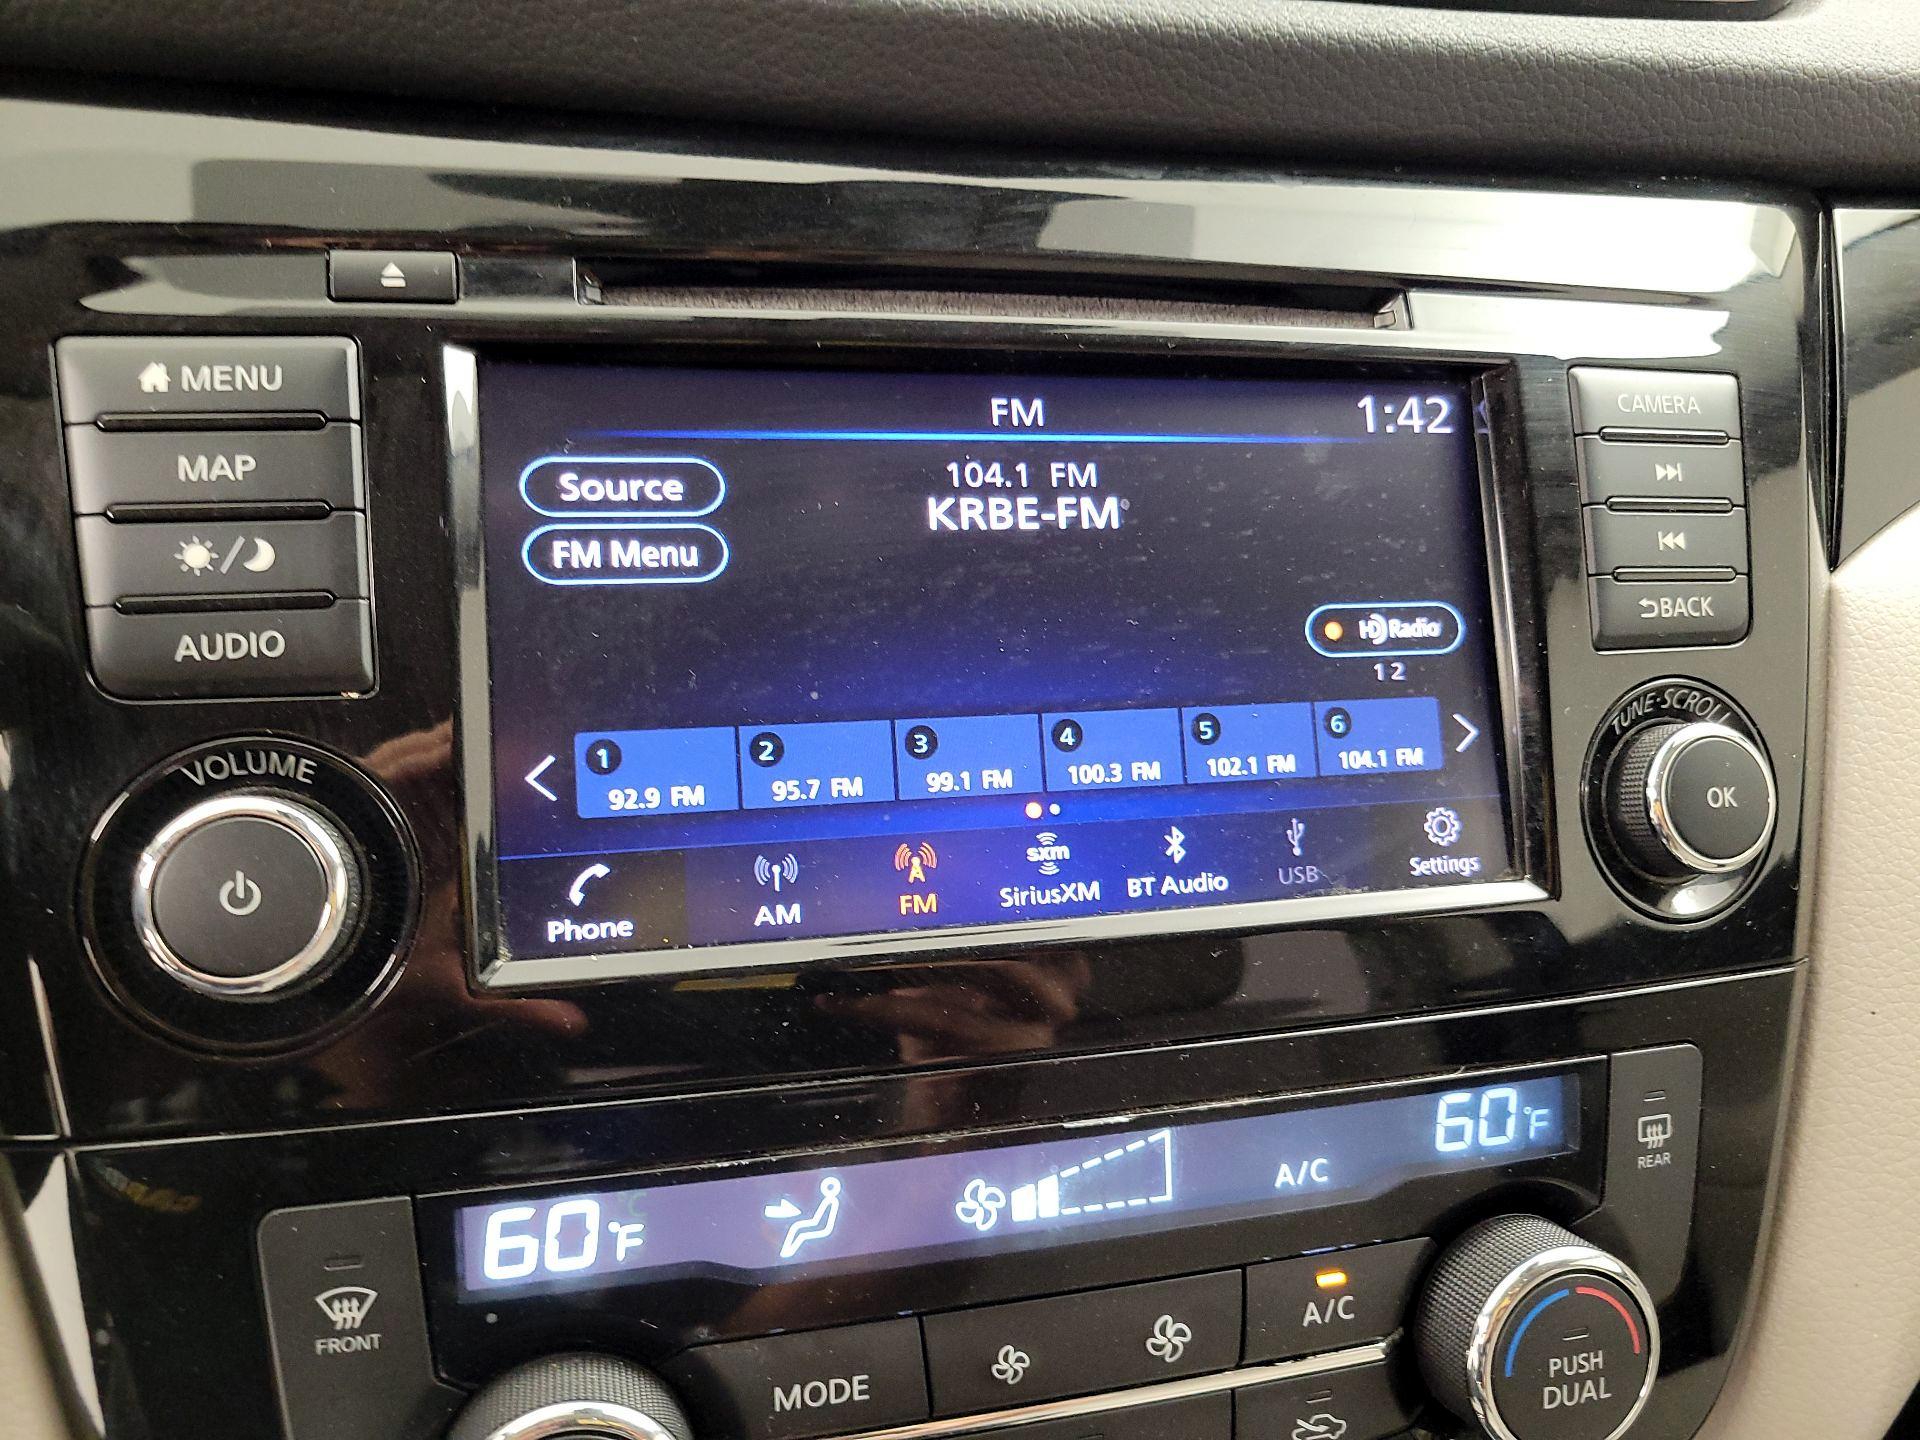 MENU
MAP
AUDIO
VOLUME
FM
1:42
Source
104.1 FM
KRBE-FM
FM Menu
HD Radio
1 2
1
92.9 FM
2
95.7 FM
3
99.1 FM
4
100.3 FM
5
102.1 FM
6
104.1 FM
Phone
AM
FM
sxm
SiriusXM
BT Audio
USB
Settings
CAMERA
BACK
TUNE·SCROLL
OK
60°F
A/C
60°F
REAR
FRONT
MODE
A/C
PUSH
DUAL